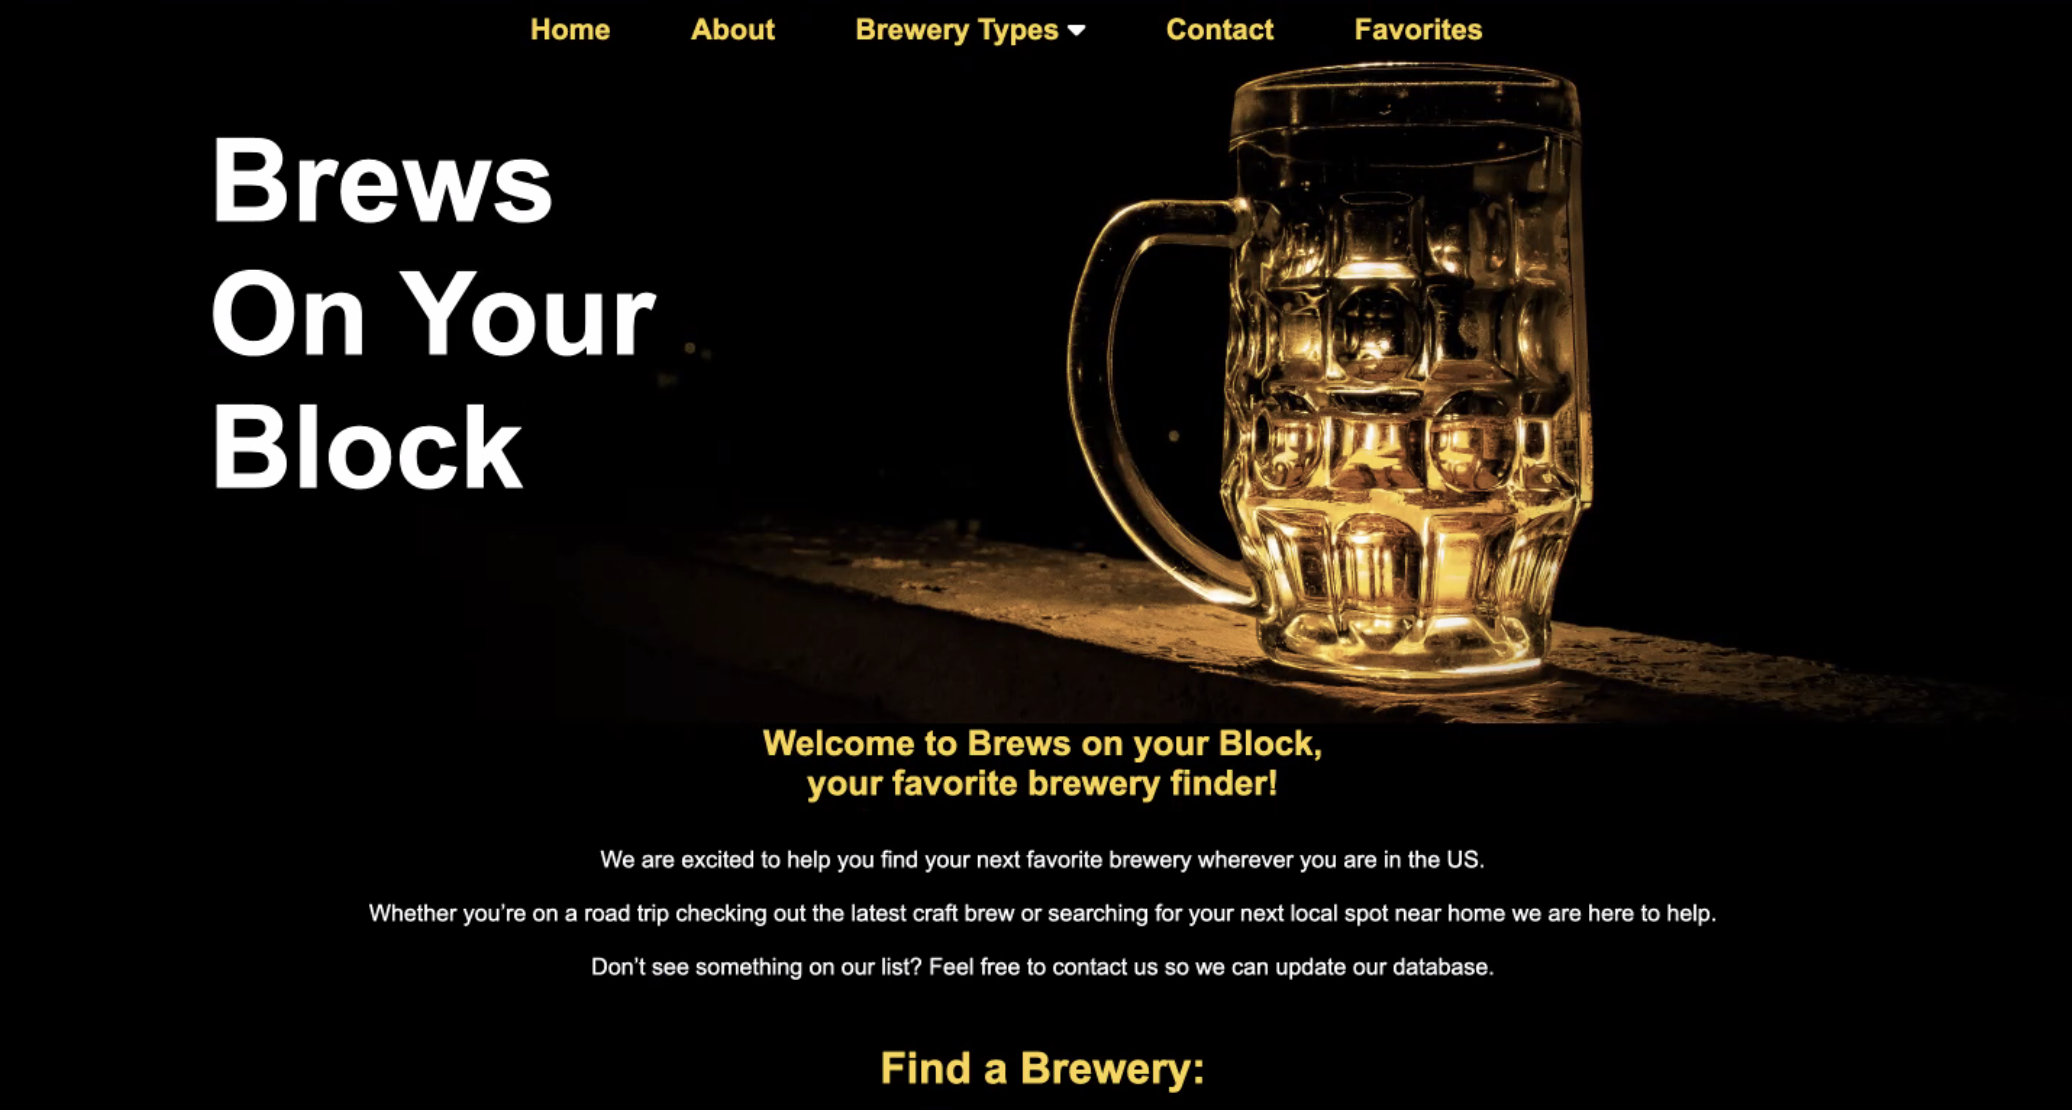 Home About Brewery Types Contact Favorites
Brews
On Your
Block
Welcome to Brews on your Block,
your favorite brewery finder!
We are excited to help you find your next favorite brewery wherever you are in the US.
Whether you’re on a road trip checking out the latest craft brew or searching for your next local spot near home we are here to help.
Don’t see something on our list? Feel free to contact us so we can update our database.
Find a Brewery: